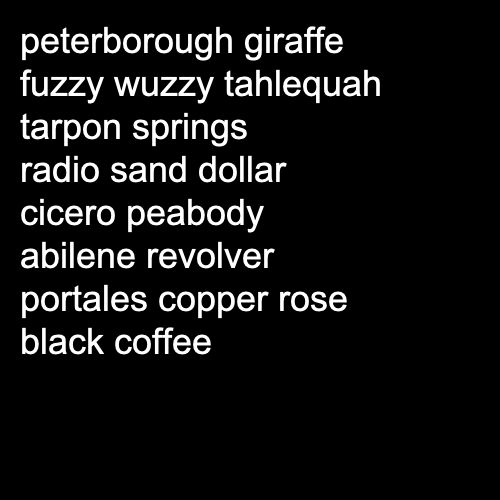 peterborough giraffe
fuzzy wuzzy tahlequah
tarpon springs
radio sand dollar
cicero peabody
abilene revolver
portales copper rose
black coffee